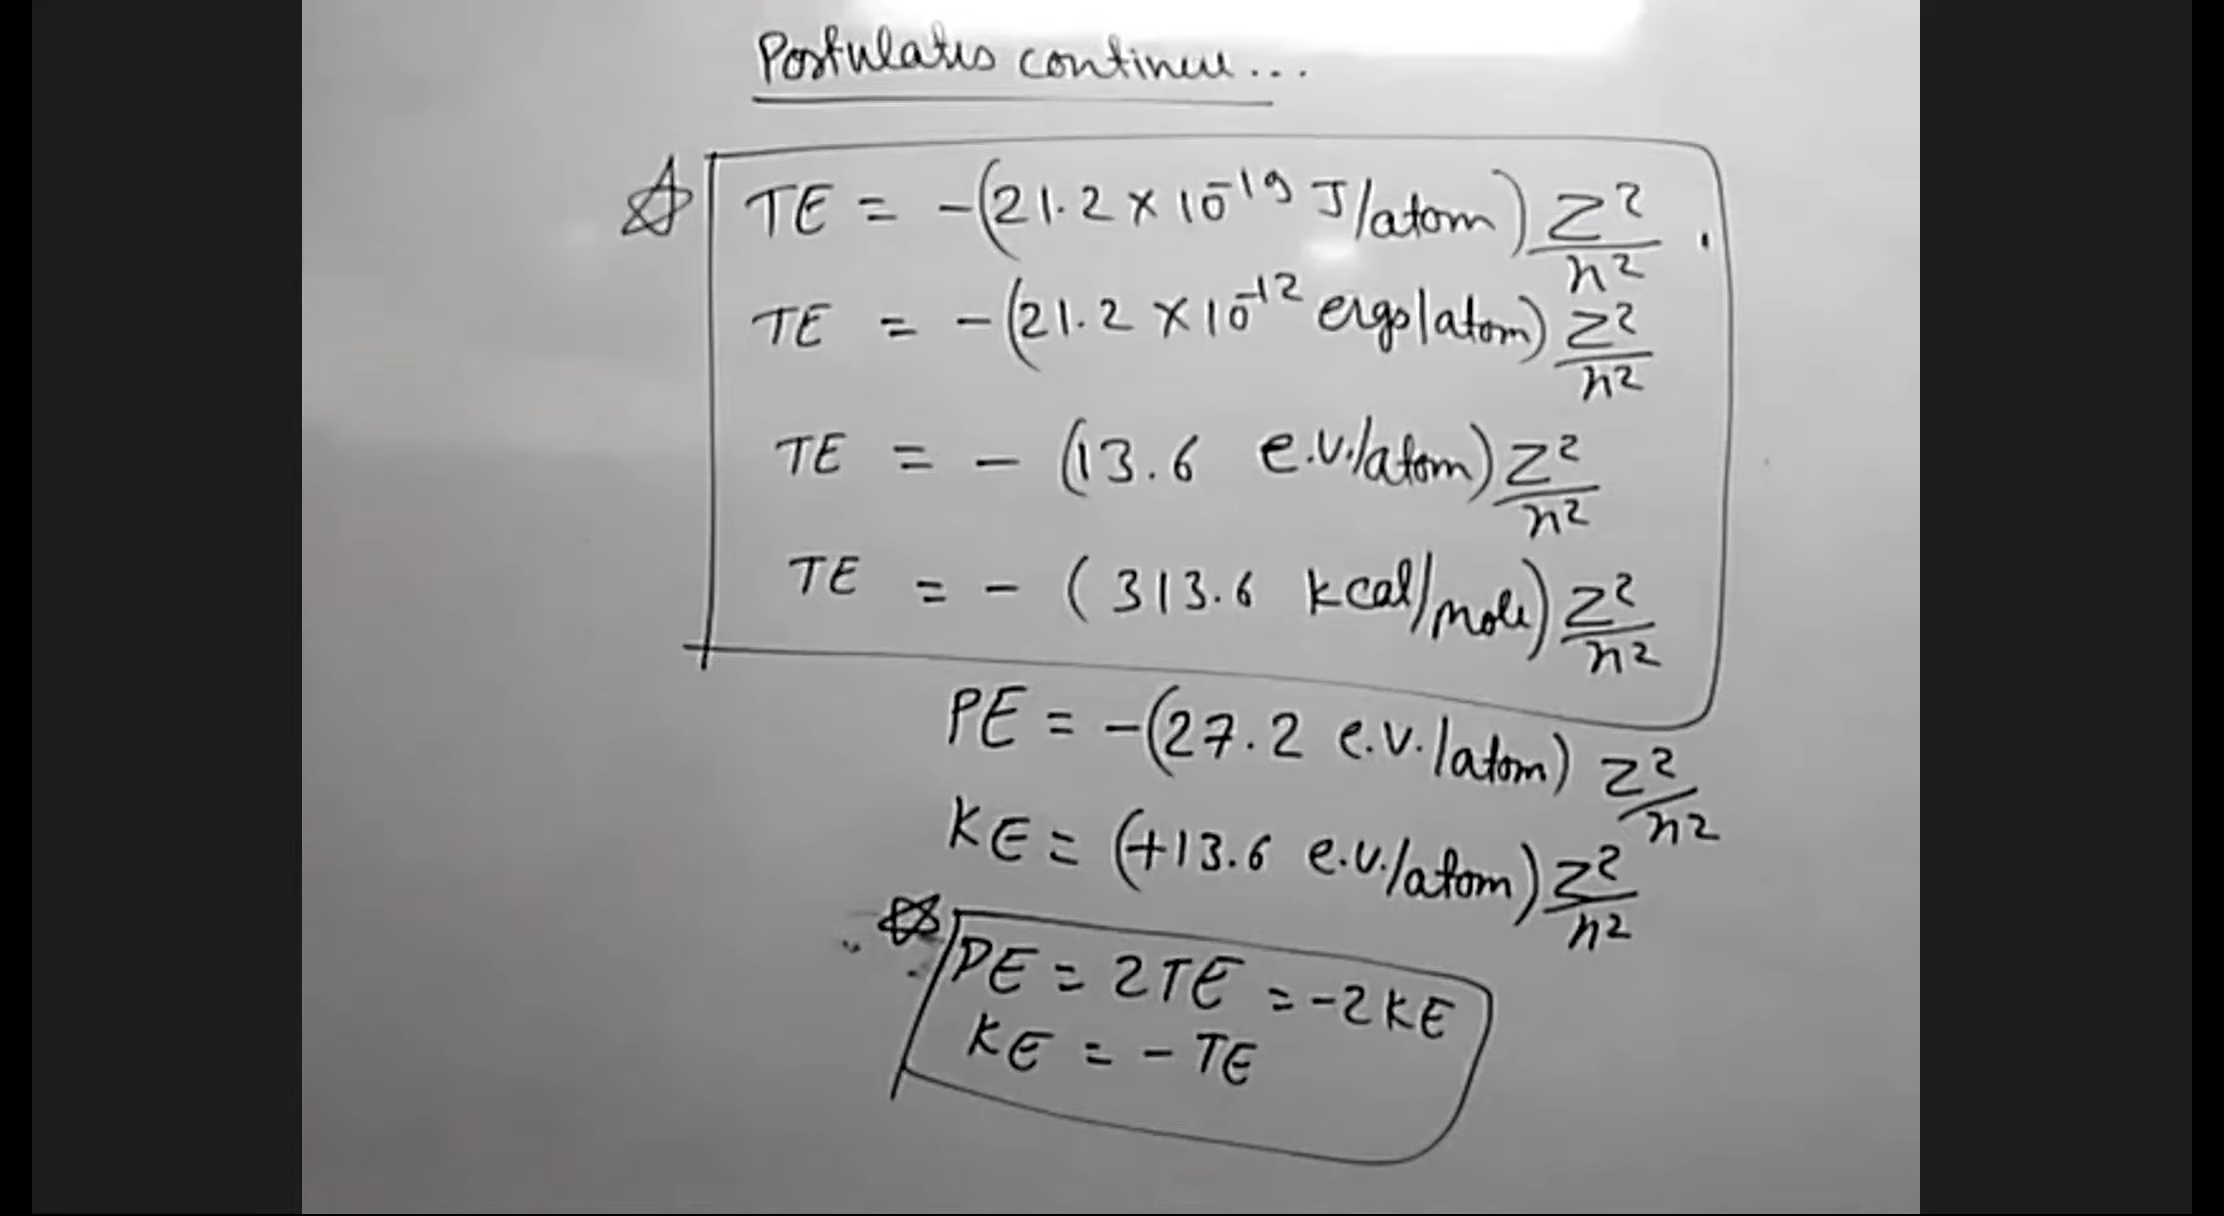 Postulates continue...
TE = -(21.2 × 10⁻¹⁹ J/atom) Z²/n² .
TE = -(21.2 × 10⁻¹² ergs/atom) Z²/n²
TE = - (13.6 e.v./atom) Z²/n²
TE = - (313.6 kcal/mole) Z²/n²
PE = -(27.2 e.v./atom) Z²/n²
KE = (+13.6 e.v./atom) Z²/n²
PE = 2TE = -2KE
KE = - TE